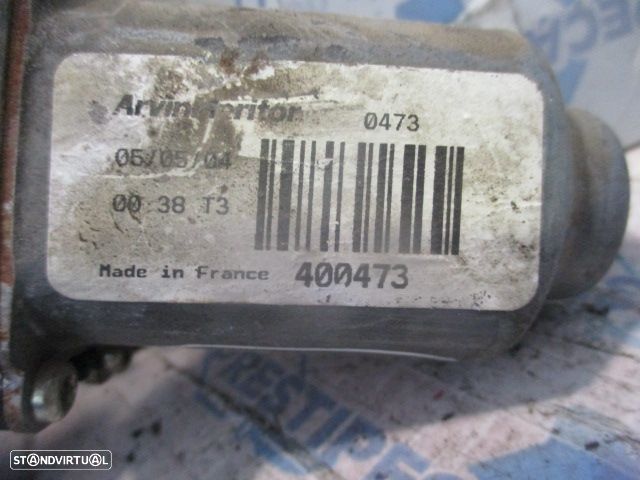 ArvinMeritor 0473
05/05/04
00 38 T3
Made in France 400473
STANDVIRTUAL